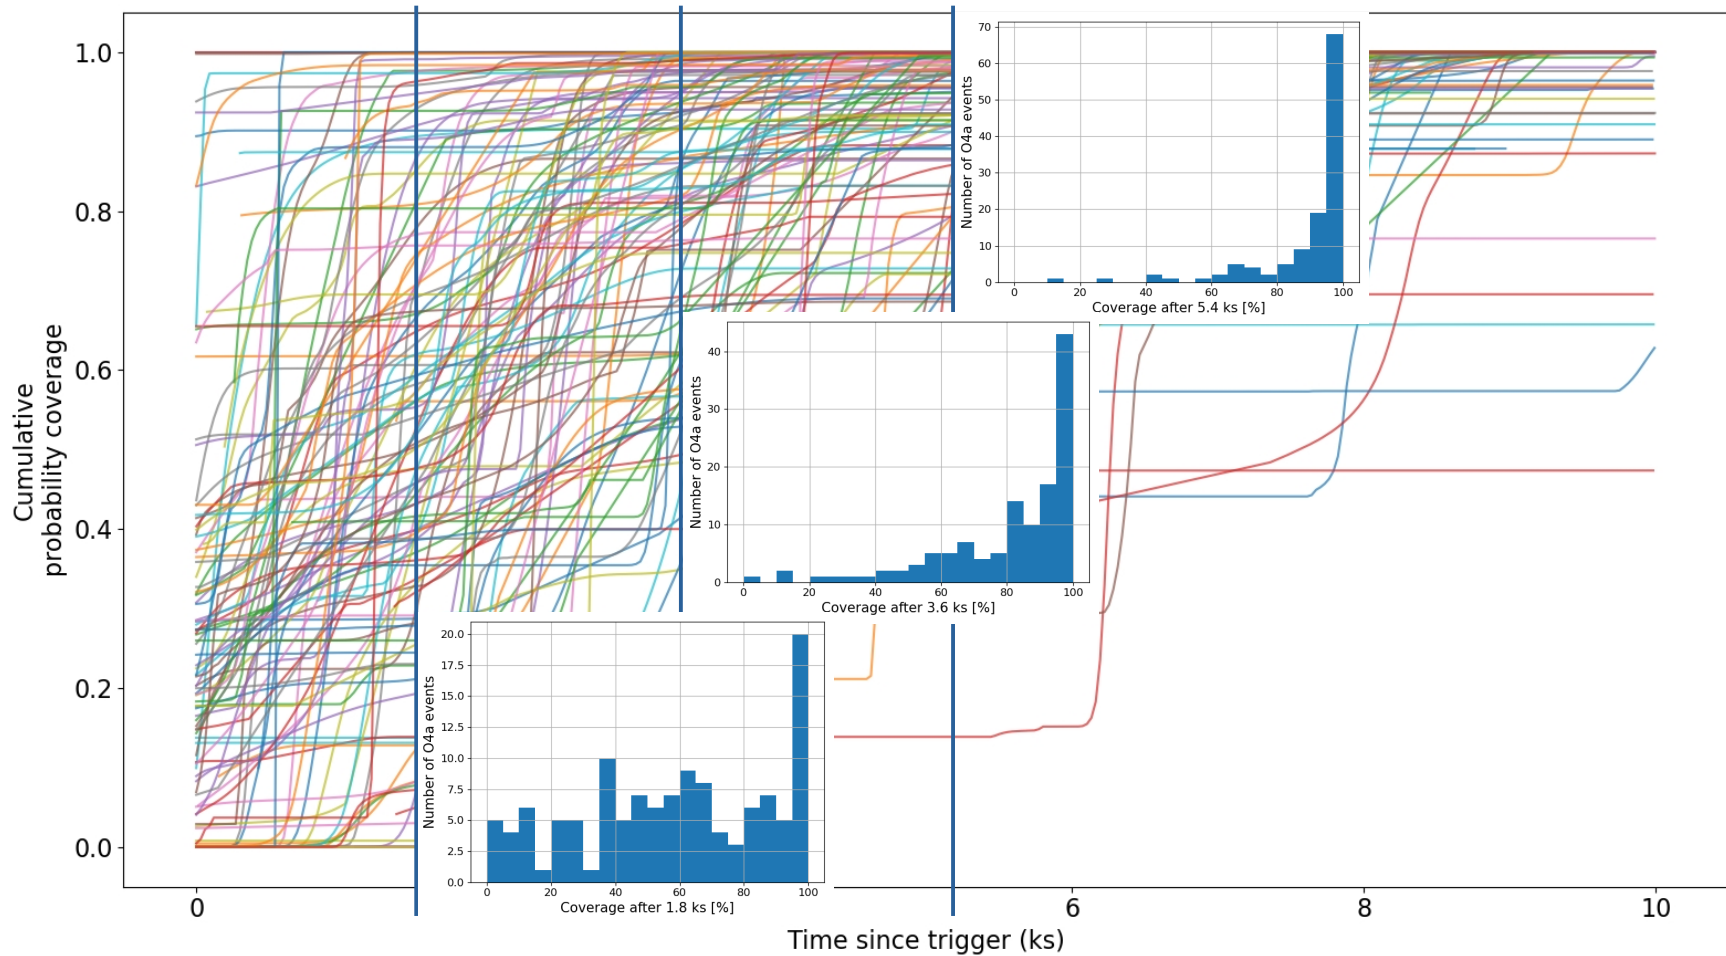 1.0
0.8
0.6
0.4
0.2
0.0
Cumulative
probability coverage
0
6
8
10
Time since trigger (ks)
70
60
50
40
30
20
10
0
Number of O4a events
0 20 40 60 80 100
Coverage after 5.4 ks [%]
40
30
20
10
0
Number of O4a events
0 20 40 60 80 100
Coverage after 3.6 ks [%]
20.0
17.5
15.0
12.5
10.0
7.5
5.0
2.5
0.0
Number of O4a events
0 20 40 60 80 100
Coverage after 1.8 ks [%]